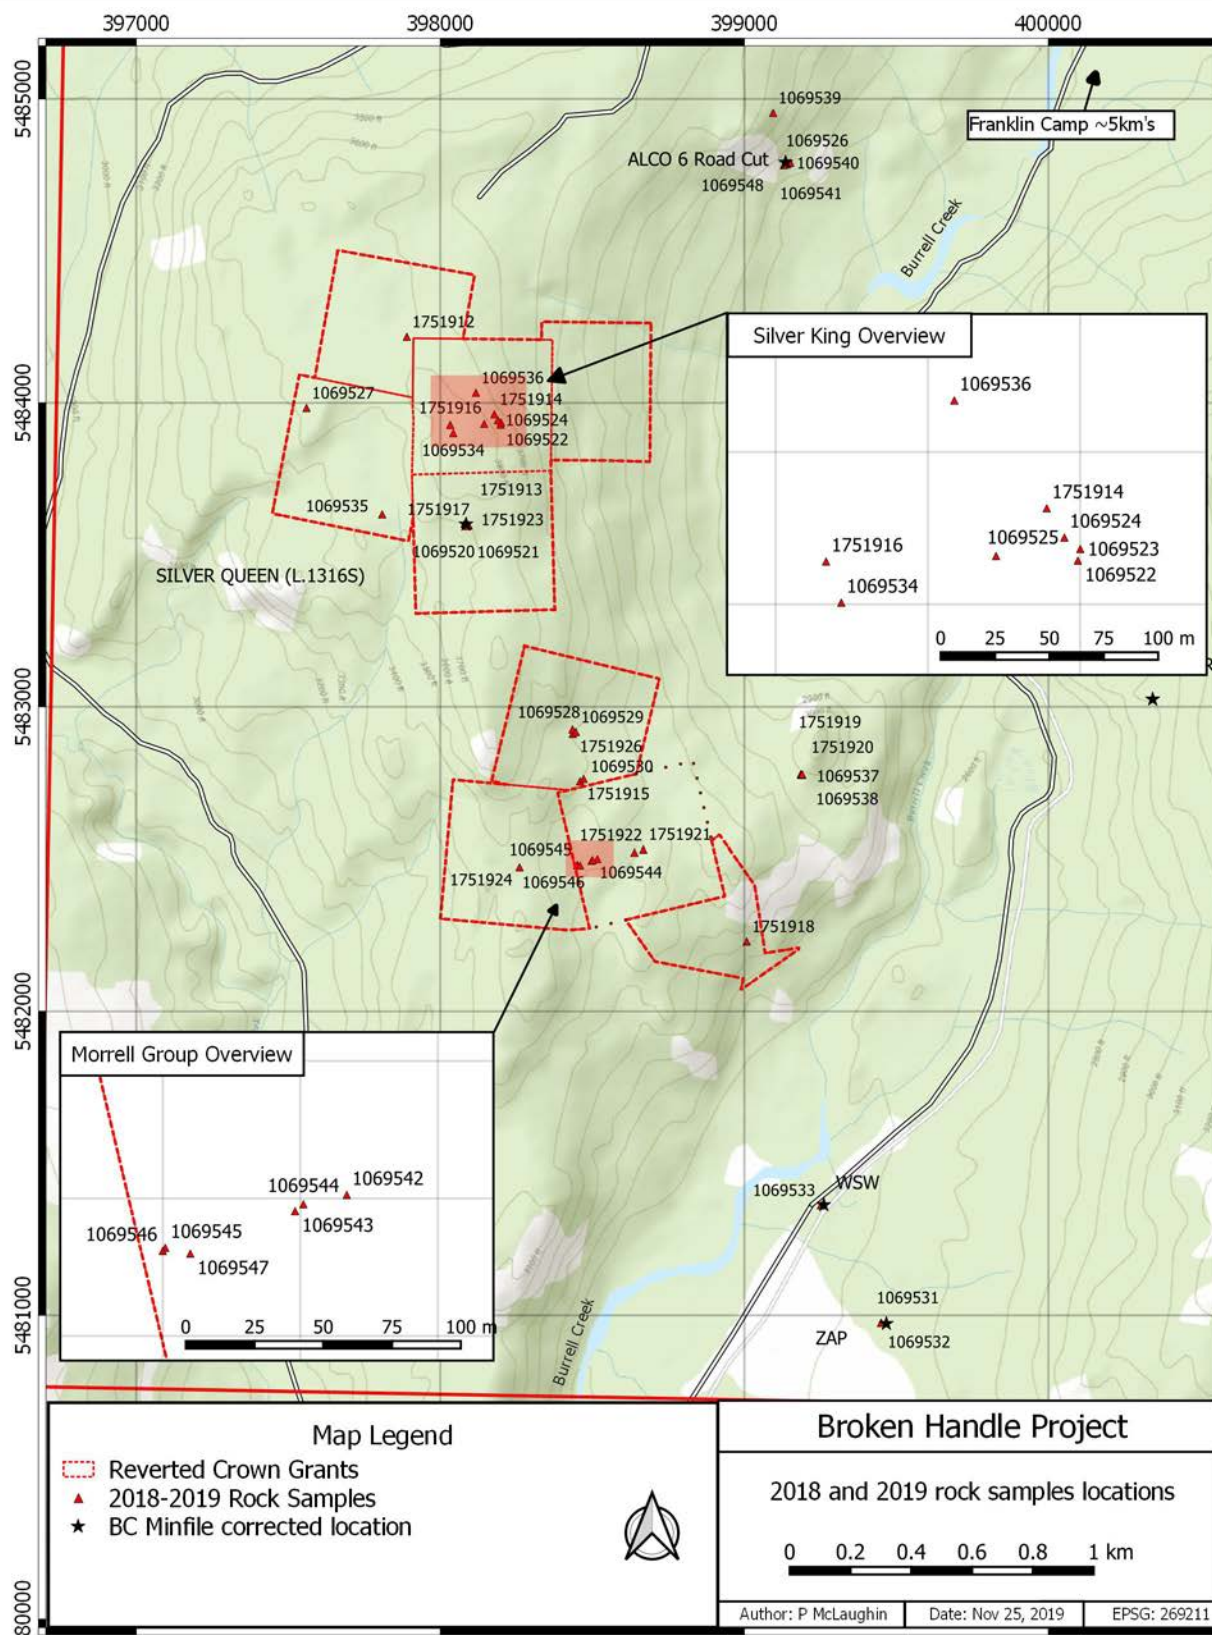 397000
398000
399000
400000
5485000
5484000
5483000
5482000
5481000
80000
1069539
Franklin Camp ~5km's
1069526
ALCO 6 Road Cut
1069540
1069548
1069541
Burrell Creek
1751912
1069527
1069536
1751916
1751914
1069524
1069522
1069534
1751913
1069535
1751917
1751923
1069520
1069521
SILVER QUEEN (L.1316S)
Silver King Overview
1069536
1751914
1069524
1069525
1069523
1069522
1751916
1069534
0 25 50 75 100 m
R
1069528
1069529
1751926
1069530
1751915
1751919
1751920
1069537
1069538
1751922
1751921
1069545
1069544
1751924
1069546
1751918
Morrell Group Overview
1069544
1069542
1069543
1069546
1069545
1069547
0 25 50 75 100 m
1069533
WSW
1069531
ZAP
1069532
Burrell Creek
Map Legend
Reverted Crown Grants
2018-2019 Rock Samples
BC Minfile corrected location
Broken Handle Project
2018 and 2019 rock samples locations
0 0.2 0.4 0.6 0.8 1 km
Author: P McLaughin
Date: Nov 25, 2019
EPSG: 269211